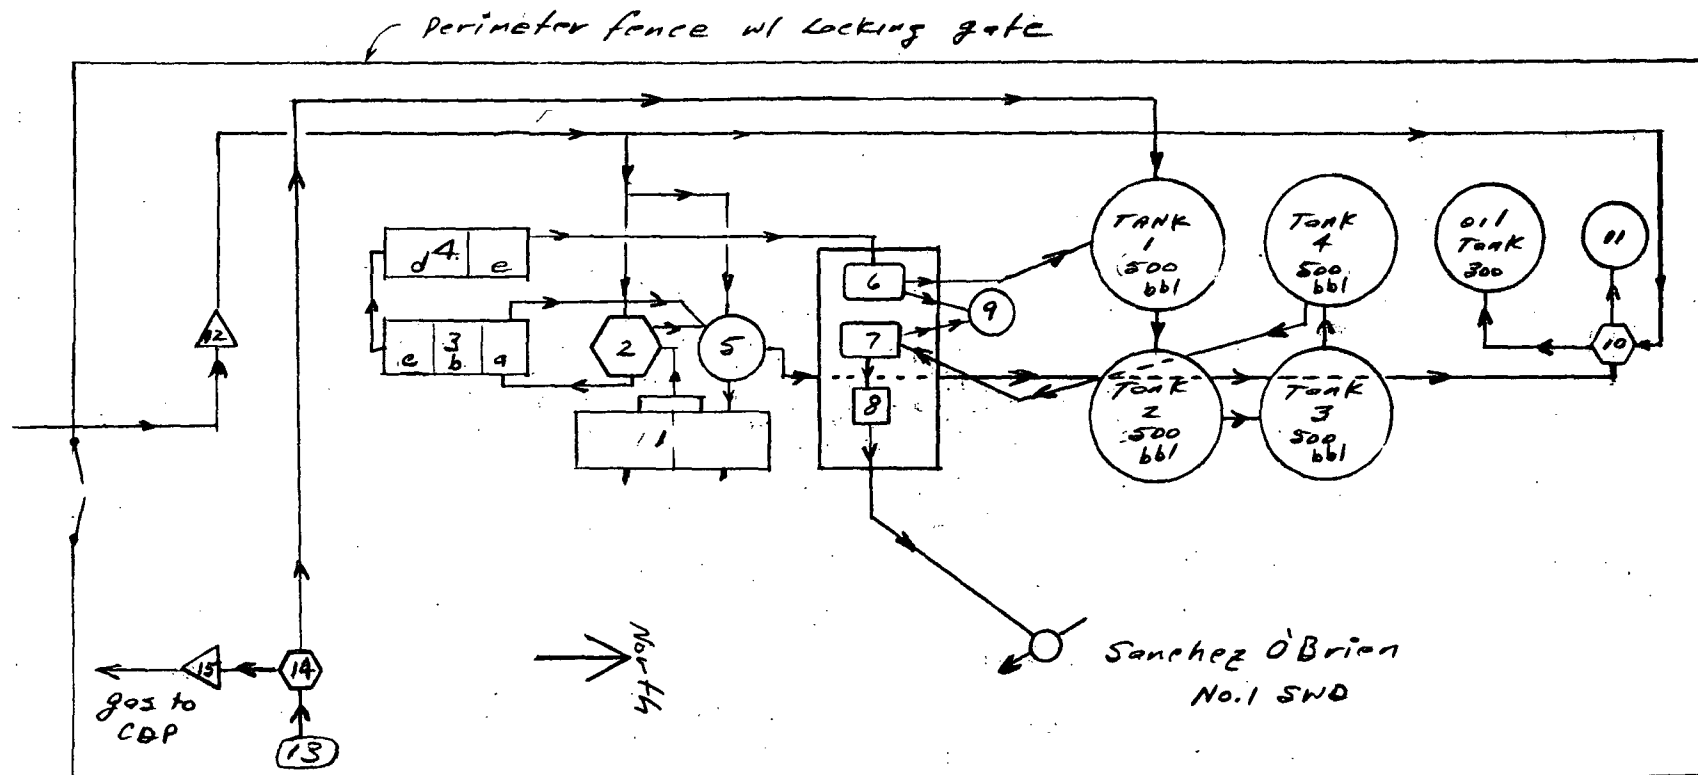 Perimeter fence w/ Locking gate
TANK
1
500
bbl
Tank
4
500
bbl
oil
Tank
300
11
d 4 e
6
9
12
c 3 b a
2
5
7
10
8
1
Tank
2
500
bbl
Tank
3
500
bbl
North
Sanchez O'Brien
No. 1 SWD
15
14
gas to
CDP
13